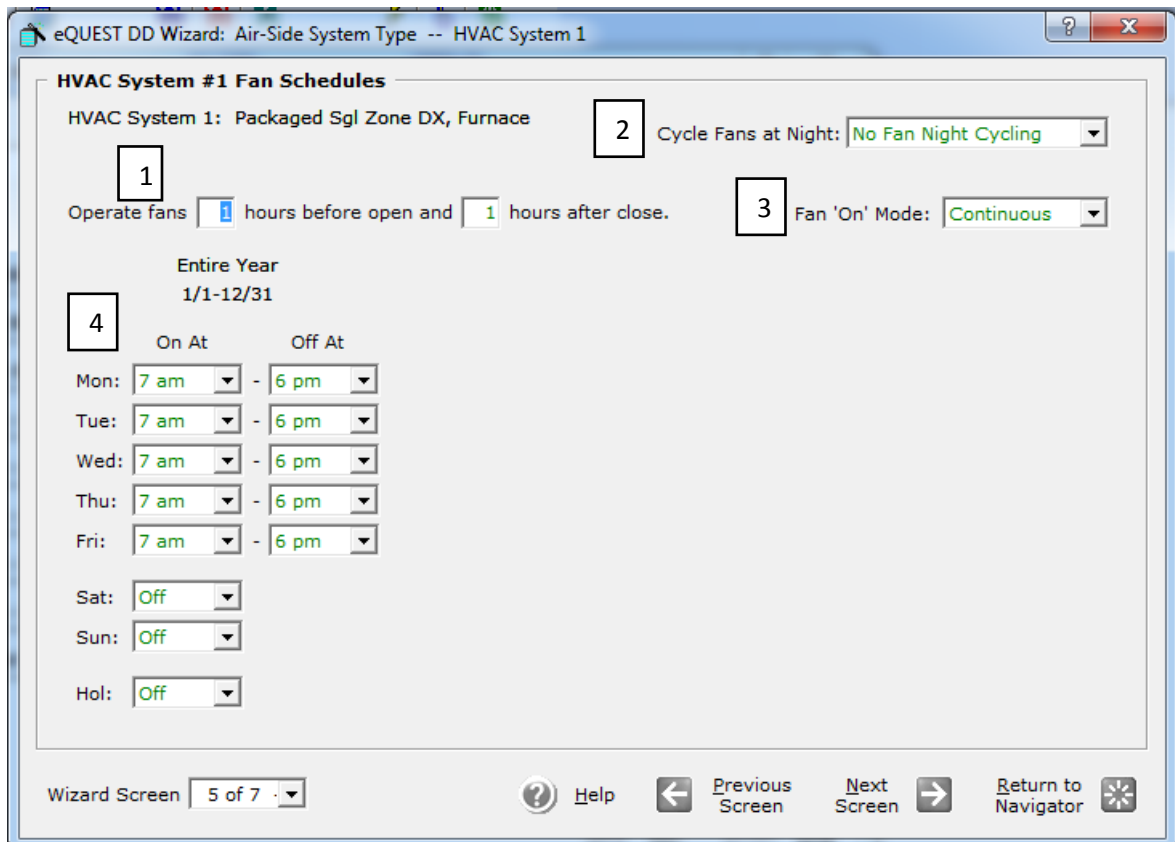 eQUEST DD Wizard: Air-Side System Type -- HVAC System 1
HVAC System #1 Fan Schedules
HVAC System 1: Packaged Sgl Zone DX, Furnace
2
Cycle Fans at Night: No Fan Night Cycling
1
Operate fans 1 hours before open and 1 hours after close.
3
Fan 'On' Mode: Continuous
Entire Year
1/1-12/31
4
On At Off At
Mon: 7 am - 6 pm
Tue: 7 am - 6 pm
Wed: 7 am - 6 pm
Thu: 7 am - 6 pm
Fri: 7 am - 6 pm
Sat: Off
Sun: Off
Hol: Off
Wizard Screen 5 of 7
Help
Previous
Screen
Next
Screen
Return to
Navigator